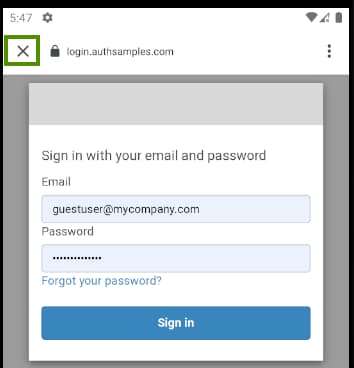 5:47
login.authsamples.com
Sign in with your email and password
Email
guestuser@mycompany.com
Password
••••••••••••••
Forgot your password?
Sign in